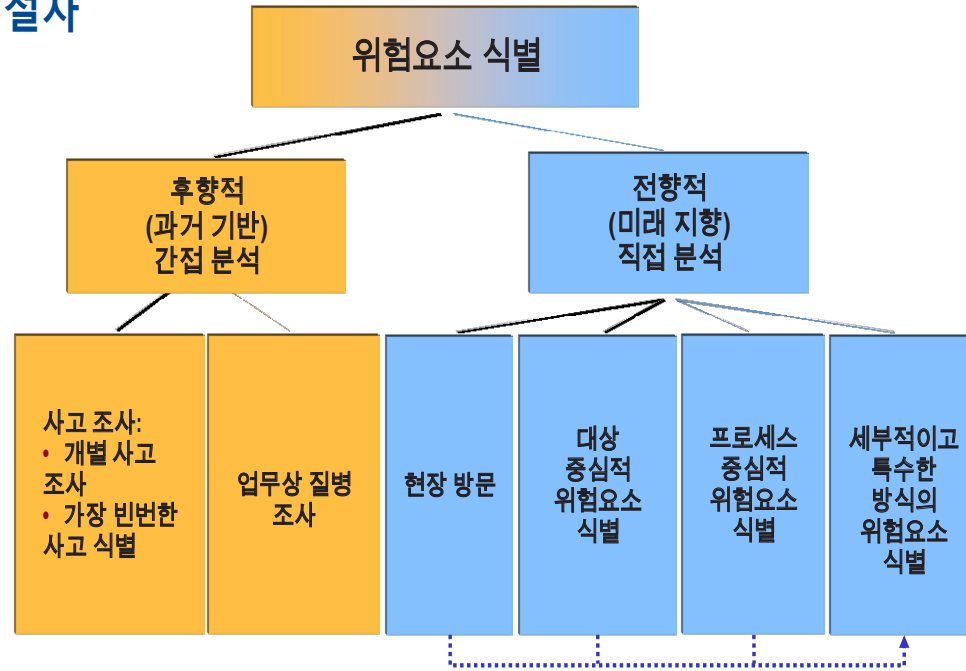 설사
위험요소 식별
후향적
(과거 기반)
간접 분석
전향적
(미래 지향)
직접 분석
사고 조사:
• 개별 사고
조사
• 가장 빈번한
사고 식별
업무상 질병
조사
현장 방문
대상
중심적
위험요소
식별
프로세스
중심적
위험요소
식별
세부적이고
특수한
방식의
위험요소
식별